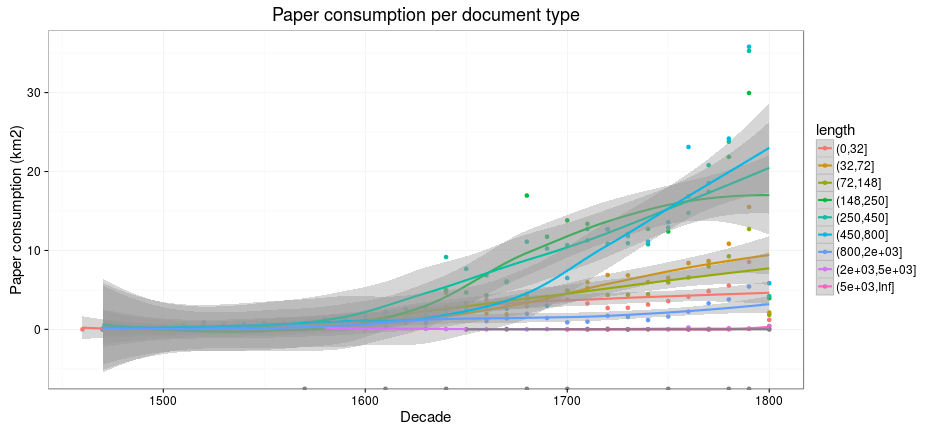 Paper consumption per document type
Paper consumption (km2)
30
20
10
0
1500
1600
1700
1800
Decade
length
(0,32]
(32,72]
(72,148]
(148,250]
(250,450]
(450,800]
(800,2e+03]
(2e+03,5e+03]
(5e+03,Inf]